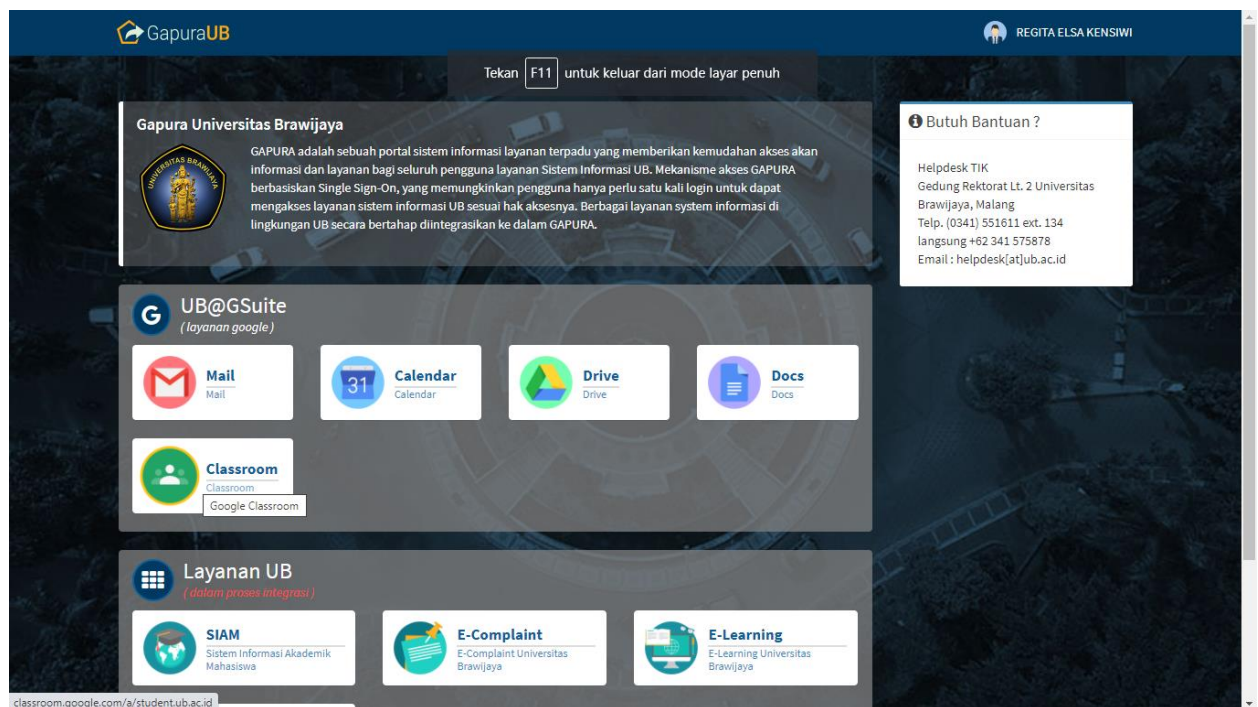 GapuraUB
REGITA ELSA KENSIWI
Tekan F11 untuk keluar dari mode layar penuh
Gapura Universitas Brawijaya
UNIVERSITAS BRAWIJAYA
GAPURA adalah sebuah portal sistem informasi layanan terpadu yang memberikan kemudahan akses akan
informasi dan layanan bagi seluruh pengguna layanan Sistem Informasi UB. Mekanisme akses GAPURA
berbasiskan Single Sign-On, yang memungkinkan pengguna hanya perlu satu kali login untuk dapat
mengakses layanan sistem informasi UB sesuai hak aksesnya. Berbagai layanan system informasi di
lingkungan UB secara bertahap diintegrasikan ke dalam GAPURA.
Butuh Bantuan ?
Helpdesk TIK
Gedung Rektorat Lt. 2 Universitas
Brawijaya, Malang
Telp. (0341) 551611 ext. 134
langsung +62 341 575878
Email : helpdesk[at]ub.ac.id
G
UB@GSuite
( layanan google )
Mail
Mail
31
Calendar
Calendar
Drive
Drive
Docs
Docs
Classroom
Classroom
Google Classroom
Layanan UB
( dalam proses integrasi )
SIAM
Sistem Informasi Akademik
Mahasiswa
E-Complaint
E-Complaint Universitas
Brawijaya
E-Learning
E-Learning Universitas
Brawijaya
classroom.google.com/a/student.ub.ac.id